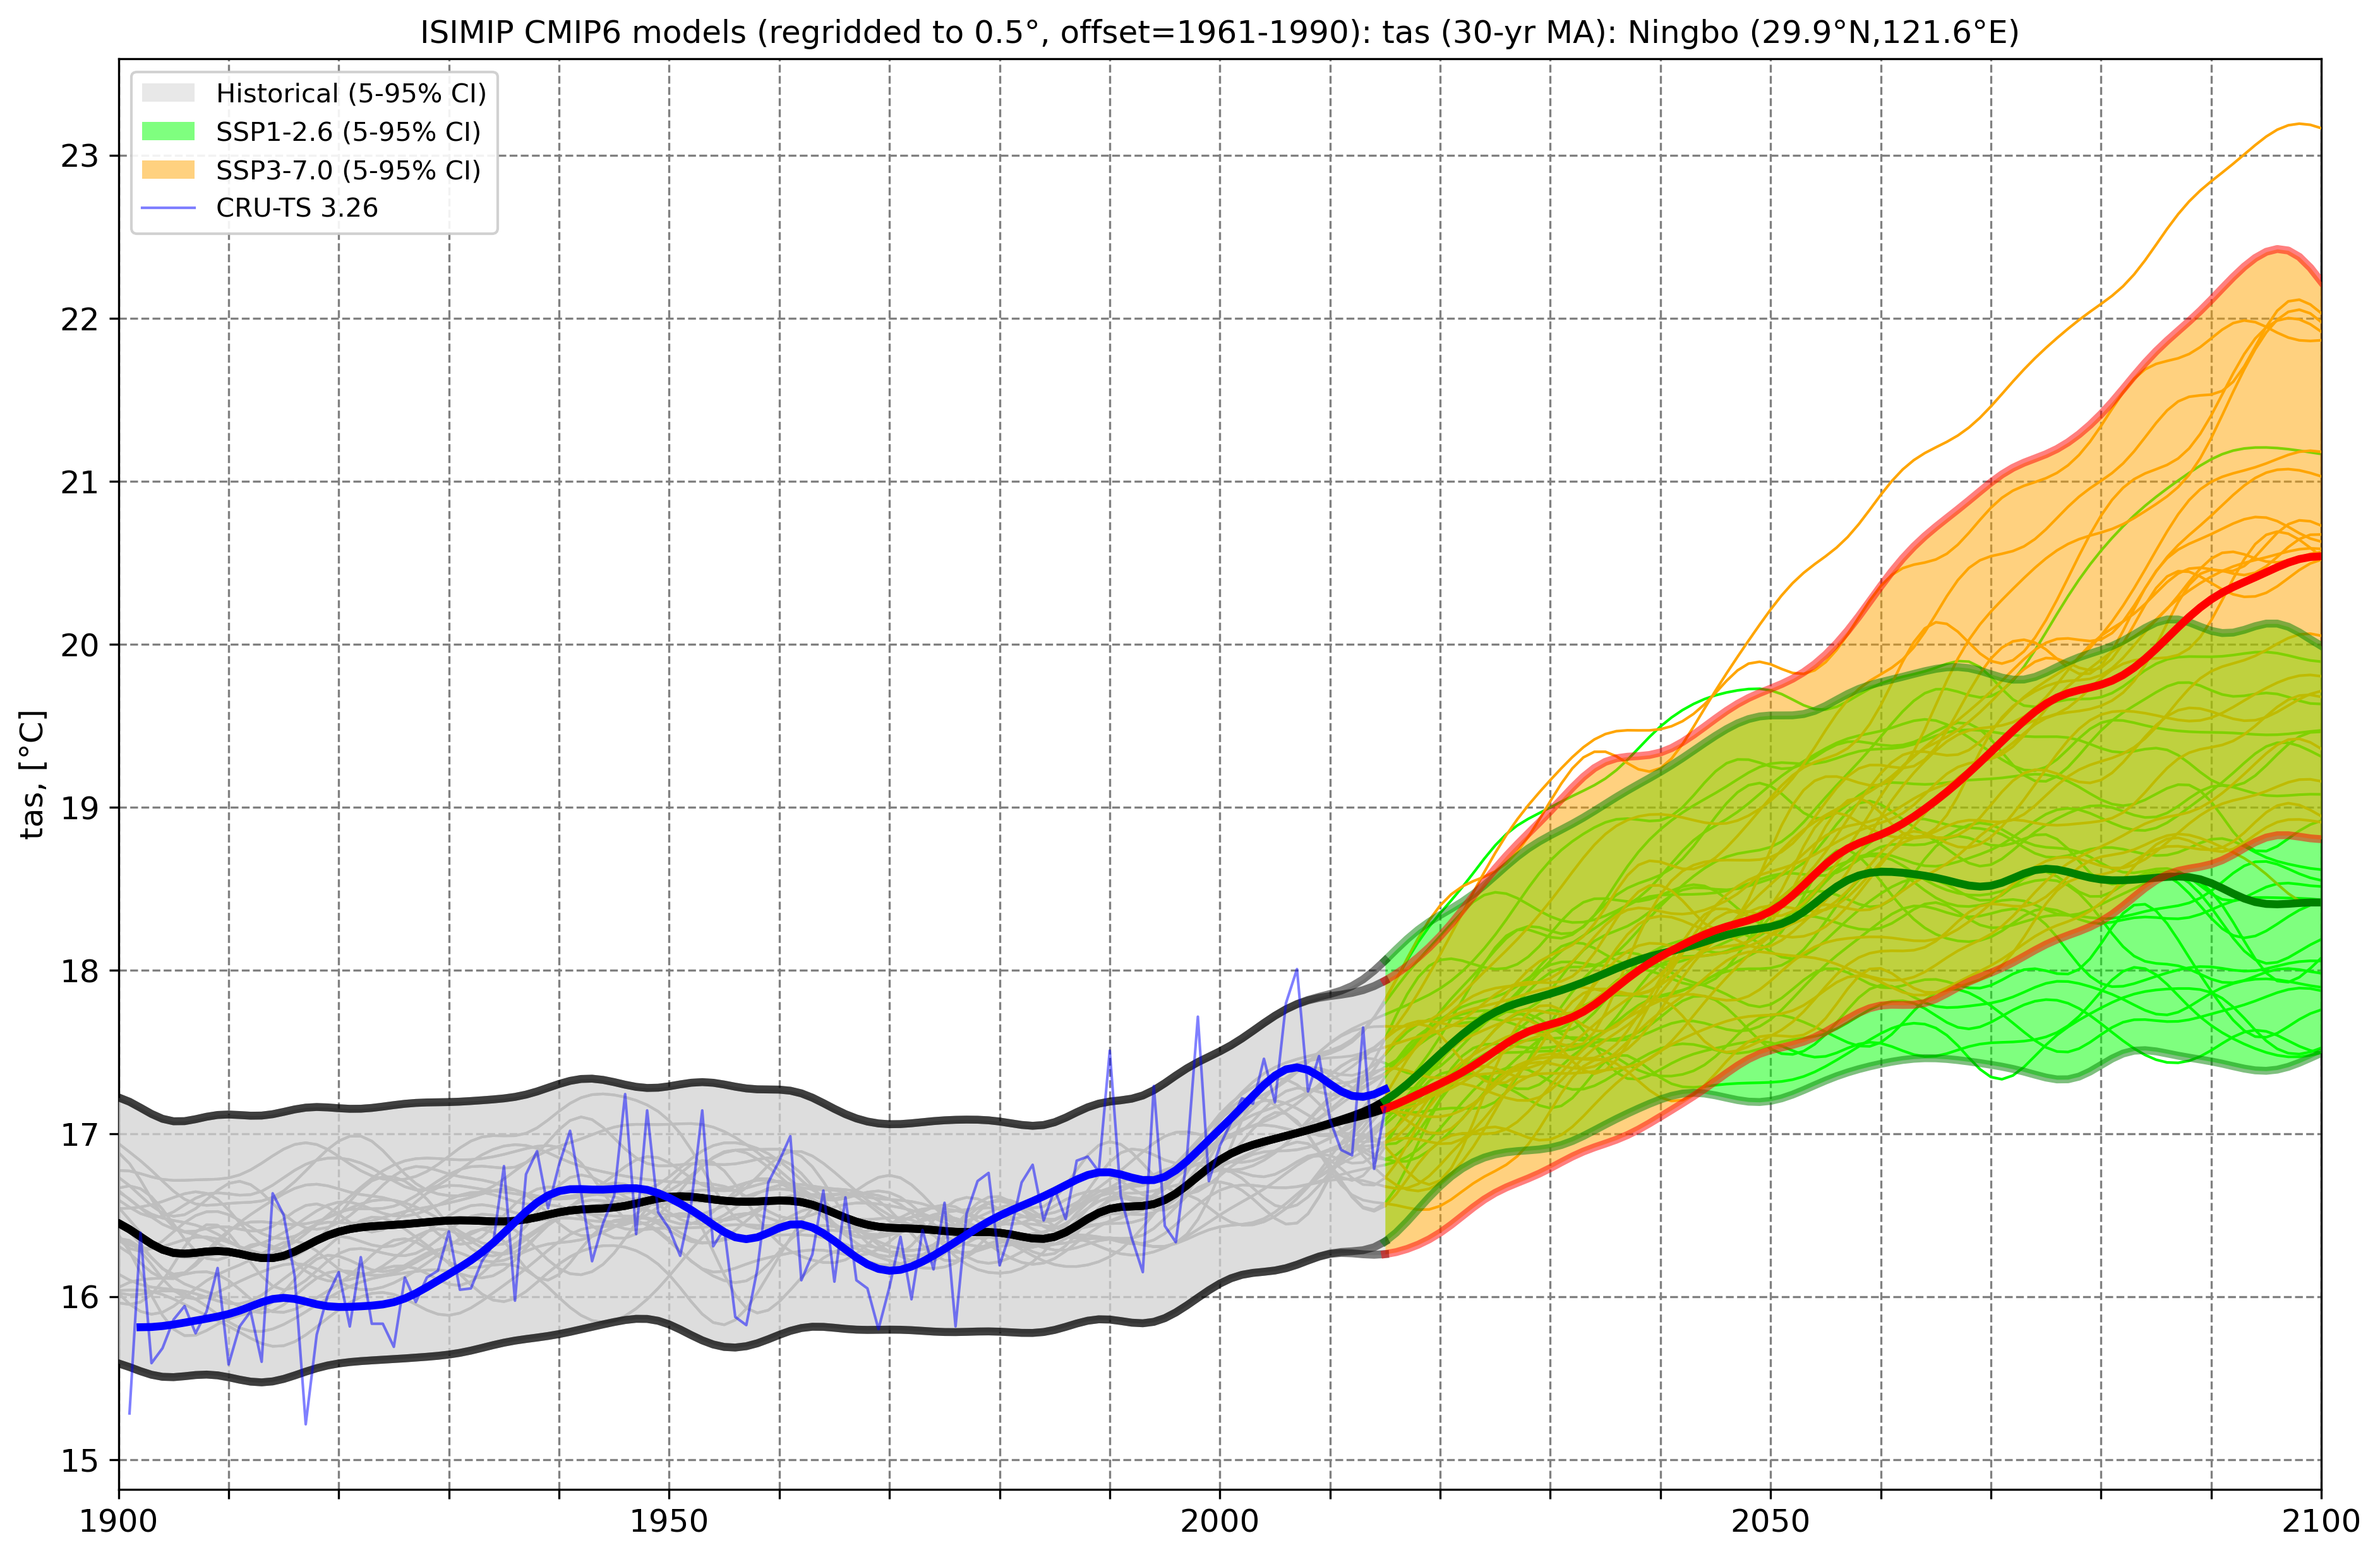 ISIMIP CMIP6 models (regridded to 0.5°, offset=1961-1990): tas (30-yr MA): Ningbo (29.9°N,121.6°E)
Historical (5-95% CI)
SSP1-2.6 (5-95% CI)
SSP3-7.0 (5-95% CI)
CRU-TS 3.26
tas, [°C]
23
22
21
20
19
18
17
16
15
1900
1950
2000
2050
2100